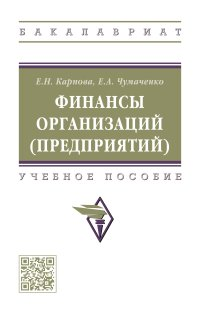 БАКАЛАВРИАТ
Е.Н. Карпова, Е.А. Чумаченко
ФИНАНСЫ
ОРГАНИЗАЦИЙ
(ПРЕДПРИЯТИЙ)
УЧЕБНОЕ ПОСОБИЕ